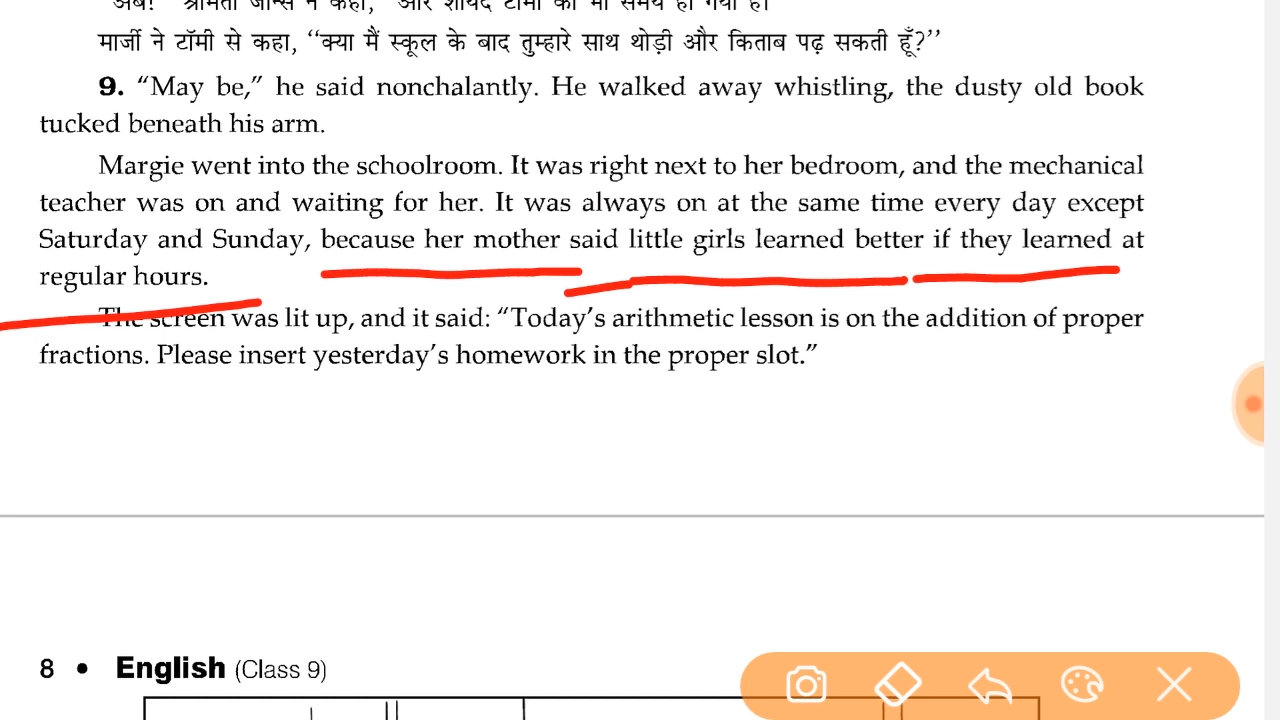 मार्जी ने टॉमी से कहा, ‘‘क्या मैं स्कूल के बाद तुम्हारे साथ थोड़ी और किताब पढ़ सकती हूँ?’’
9. “May be,” he said nonchalantly. He walked away whistling, the dusty old book
tucked beneath his arm.
Margie went into the schoolroom. It was right next to her bedroom, and the mechanical
teacher was on and waiting for her. It was always on at the same time every day except
Saturday and Sunday, because her mother said little girls learned better if they learned at
regular hours.
The screen was lit up, and it said: “Today’s arithmetic lesson is on the addition of proper
fractions. Please insert yesterday’s homework in the proper slot.”
8 • English (Class 9)